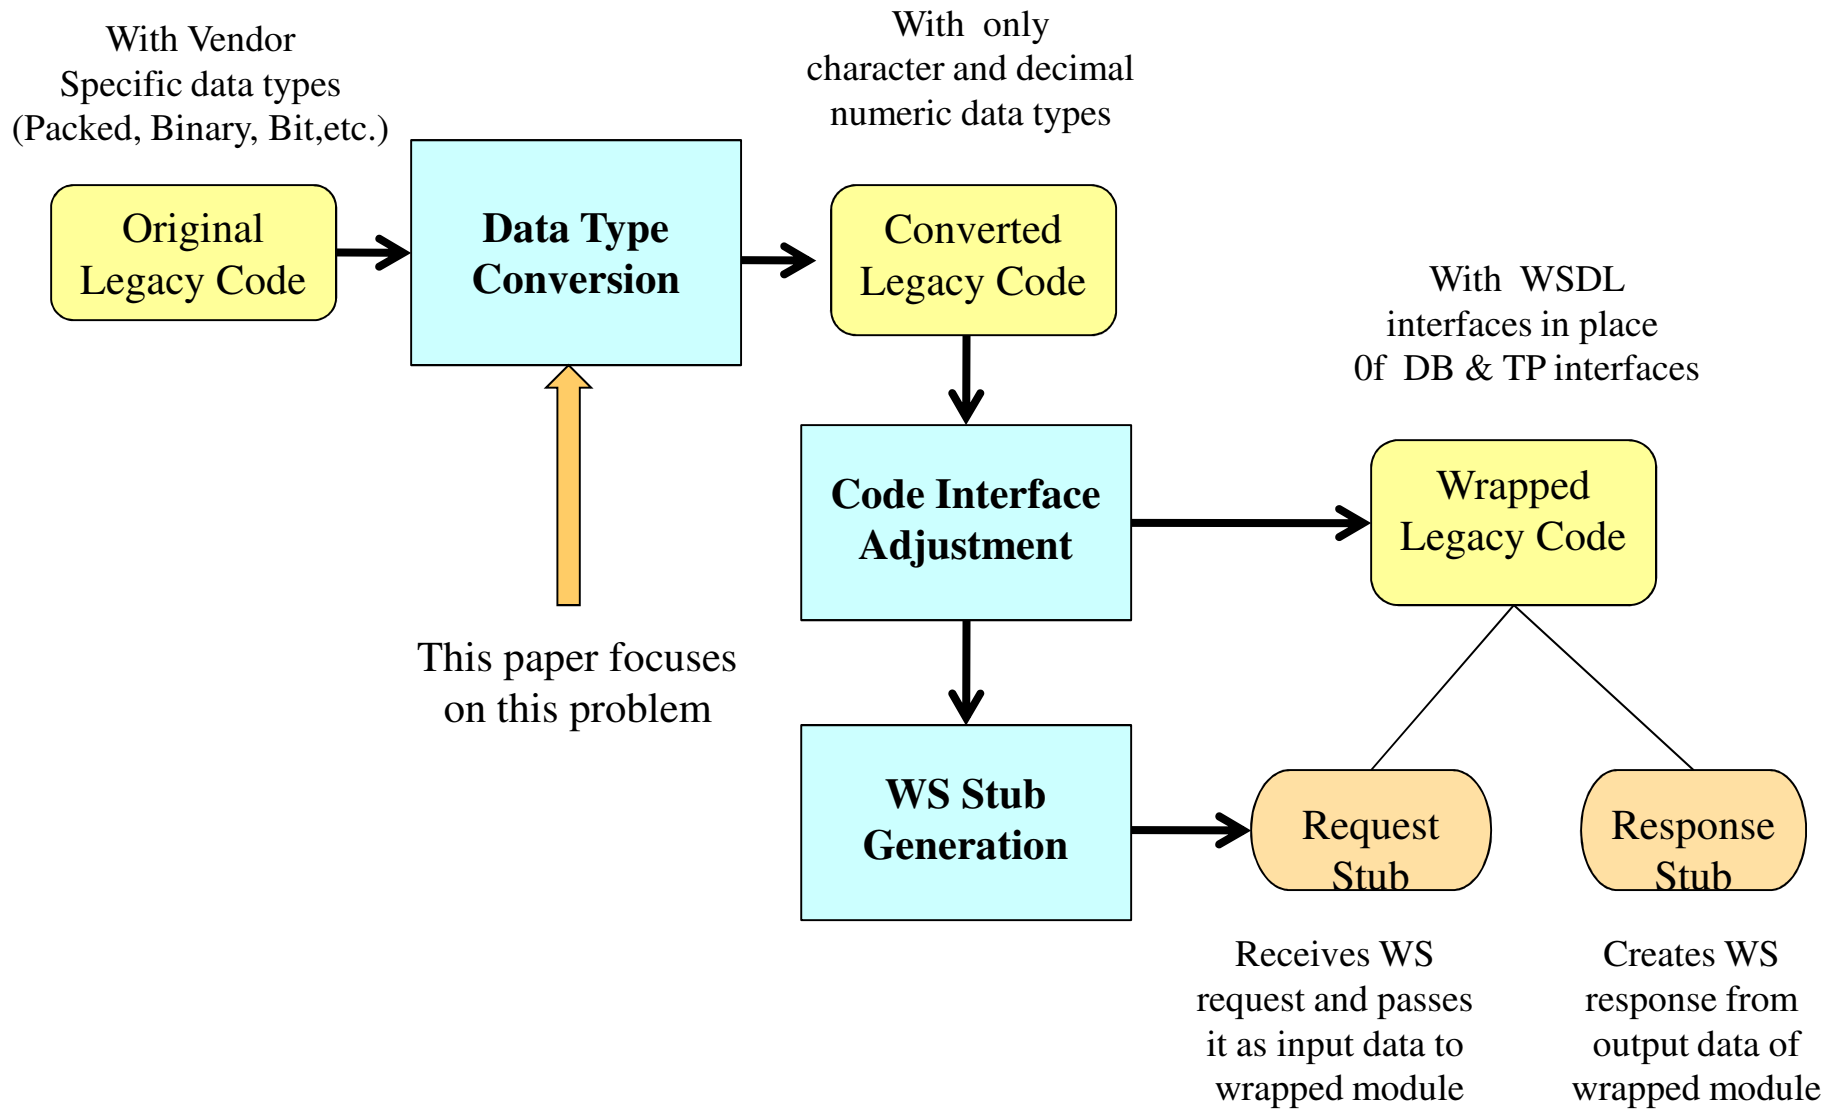 With Vendor
Specific data types
(Packed, Binary, Bit,etc.)
With only
character and decimal
numeric data types
Original
Legacy Code
Data Type
Conversion
Converted
Legacy Code
With WSDL
interfaces in place
0f DB & TP interfaces
Code Interface
Adjustment
Wrapped
Legacy Code
This paper focuses
on this problem
WS Stub
Generation
Request
Stub
Response
Stub
Receives WS
request and passes
it as input data to
wrapped module
Creates WS
response from
output data of
wrapped module